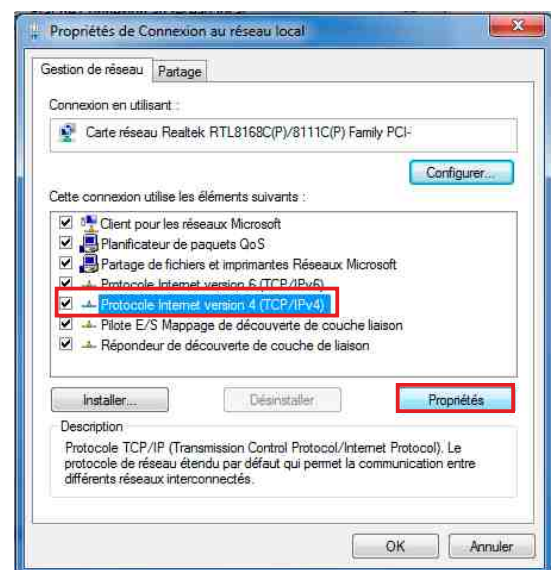 Propriétés de Connexion au réseau local
Gestion de réseau
Partage
Connexion en utilisant :
Carte réseau Realtek RTL8168C(P)/8111C(P) Family PCI-
Configurer...
Cette connexion utilise les éléments suivants :
Client pour les réseaux Microsoft
Planificateur de paquets QoS
Partage de fichiers et imprimantes Réseaux Microsoft
Protocole Internet version 6 (TCP/IPv6)
Protocole Internet version 4 (TCP/IPv4)
Pilote E/S Mappage de découverte de couche liaison
Répondeur de découverte de couche de liaison
Installer...
Désinstaller
Propriétés
Description
Protocole TCP/IP (Transmission Control Protocol/Internet Protocol). Le
protocole de réseau étendu par défaut qui permet la communication entre
différents réseaux interconnectés.
OK
Annuler